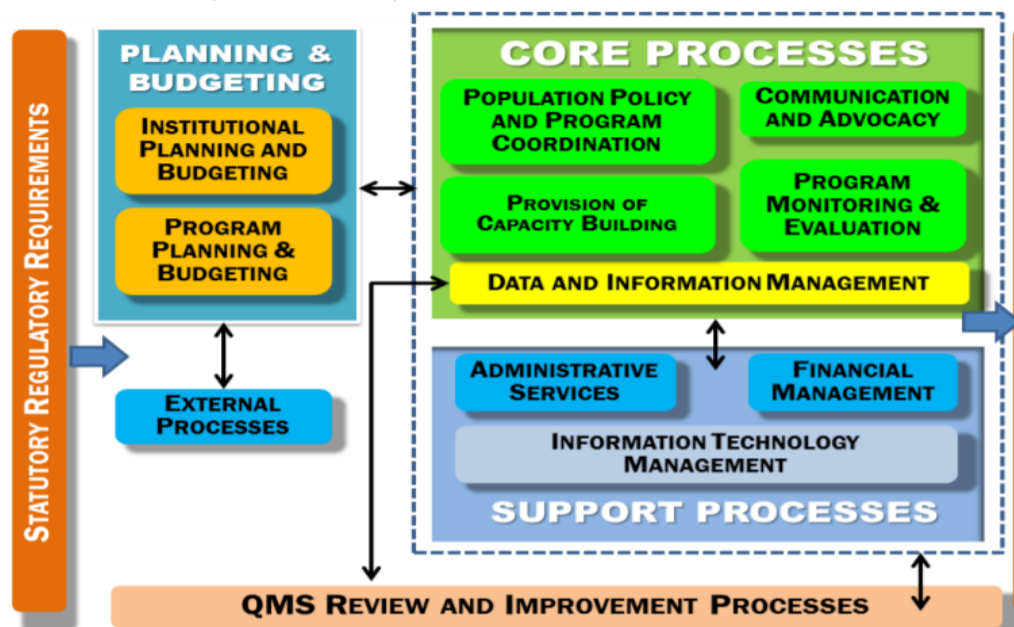 STATUTORY REGULATORY REQUIREMENTS
PLANNING &
BUDGETING
INSTITUTIONAL
PLANNING AND
BUDGETING
PROGRAM
PLANNING &
BUDGETING
EXTERNAL
PROCESSES
CORE PROCESSES
POPULATION POLICY
AND PROGRAM
COORDINATION
COMMUNICATION
AND ADVOCACY
PROVISION OF
CAPACITY BUILDING
PROGRAM
MONITORING &
EVALUATION
DATA AND INFORMATION MANAGEMENT
ADMINISTRATIVE
SERVICES
FINANCIAL
MANAGEMENT
INFORMATION TECHNOLOGY
MANAGEMENT
SUPPORT PROCESSES
QMS REVIEW AND IMPROVEMENT PROCESSES